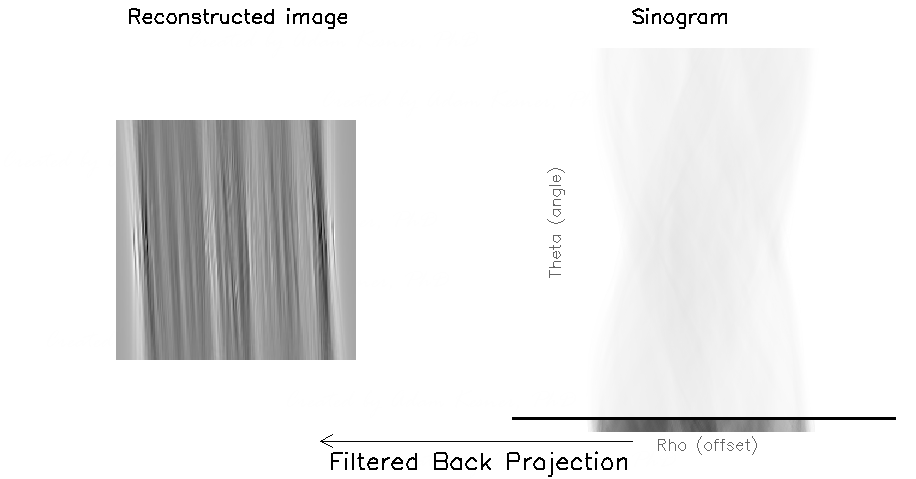 Reconstructed image
Sinogram
Theta (angle)
Rho (offset)
Filtered Back Projection